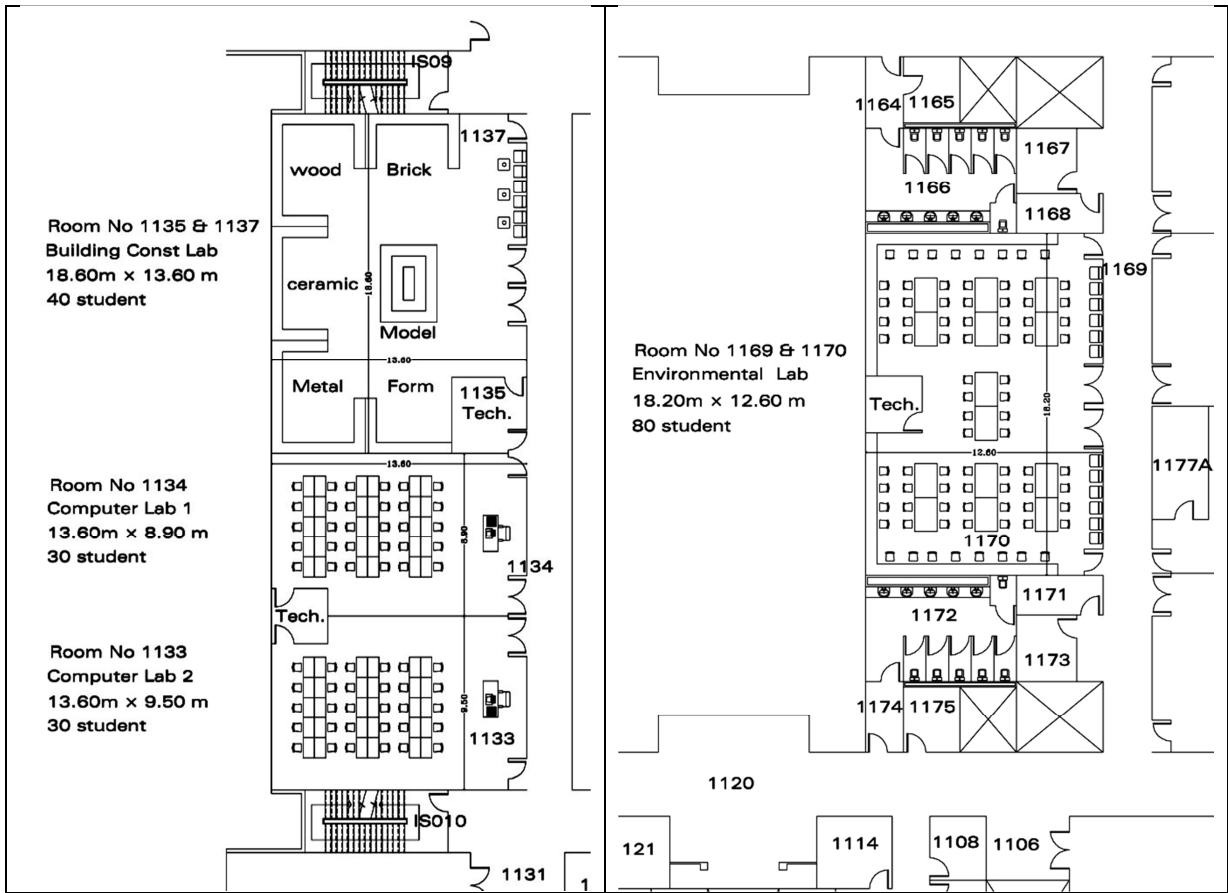 IS09
1137
wood
Brick
Room No 1135 & 1137
Building Const Lab
18.60m × 13.60 m
40 student
ceramic
18.60
Model
13.60
Metal
Form
1135
Tech.
13.60
Room No 1134
Computer Lab 1
13.60m × 8.90 m
30 student
8.90
1134
Tech.
Room No 1133
Computer Lab 2
13.60m × 9.50 m
30 student
9.50
1133
IS010
1131
1
1164
1165
1167
1166
1168
1169
Room No 1169 & 1170
Environmental Lab
18.20m × 12.60 m
80 student
Tech.
18.20
12.60
1177A
1170
1171
1172
1173
1174
1175
1120
121
1114
1108
1106